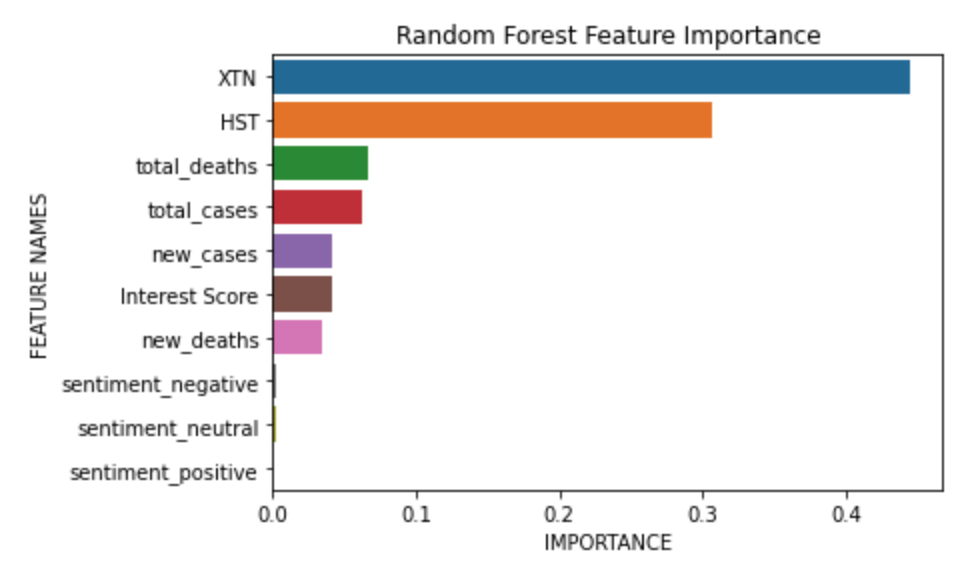 Random Forest Feature Importance
XTN
HST
total_deaths
total_cases
new_cases
Interest Score
new_deaths
sentiment_negative
sentiment_neutral
sentiment_positive
FEATURE NAMES
0.0 0.1 0.2 0.3 0.4
IMPORTANCE